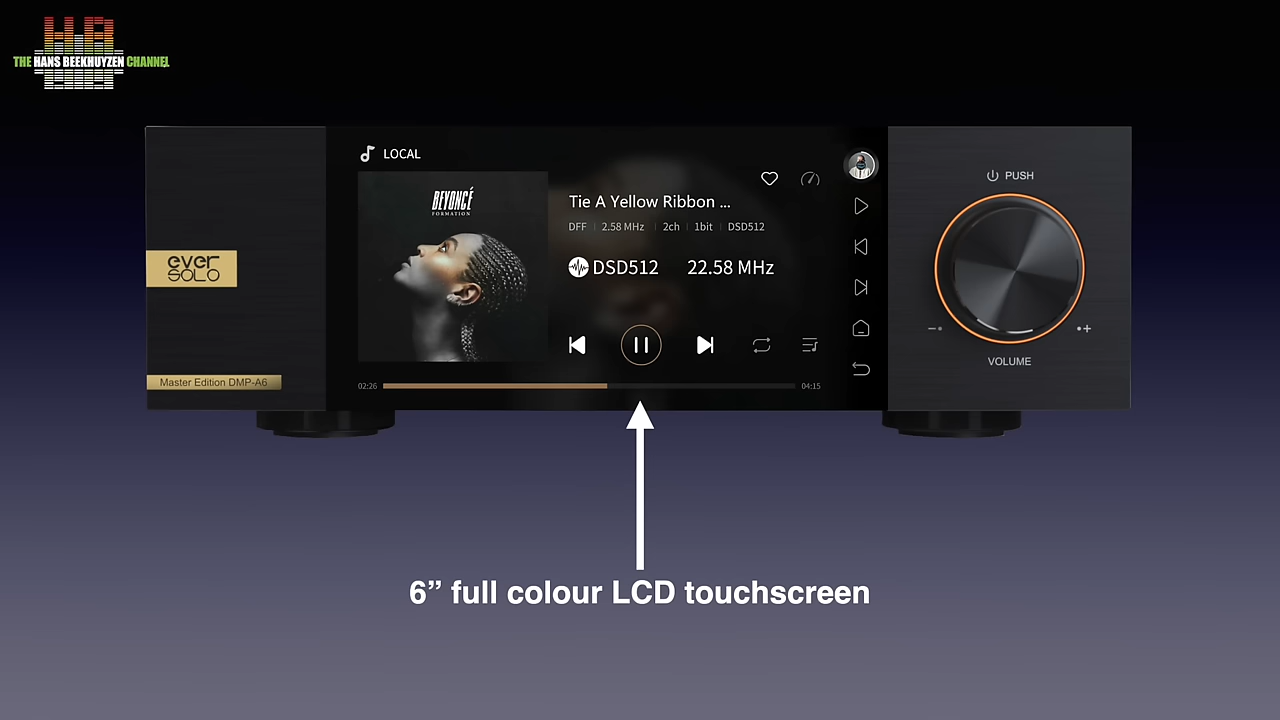 THE HANS BEEKHUYZEN CHANNEL
LOCAL
BEYONCÉ
FORMATION
Tie A Yellow Ribbon ...
DFF | 2.58 MHz | 2ch | 1bit | DSD512
DSD512 22.58 MHz
02:26
04:15
EVER
SOLO
Master Edition DMP-A6
PUSH
VOLUME
6” full colour LCD touchscreen